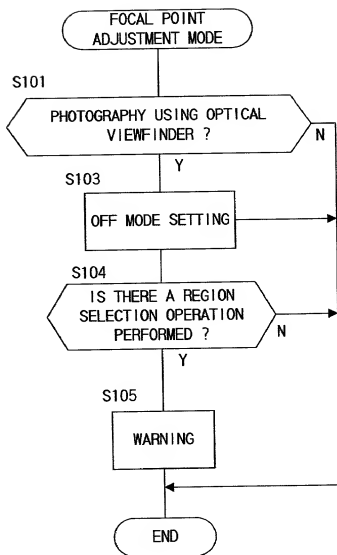 FOCAL POINT
ADJUSTMENT MODE
S101
PHOTOGRAPHY USING OPTICAL
VIEWFINDER ?
N
Y
S103
OFF MODE SETTING
S104
IS THERE A REGION
SELECTION OPERATION
PERFORMED ?
N
Y
S105
WARNING
END